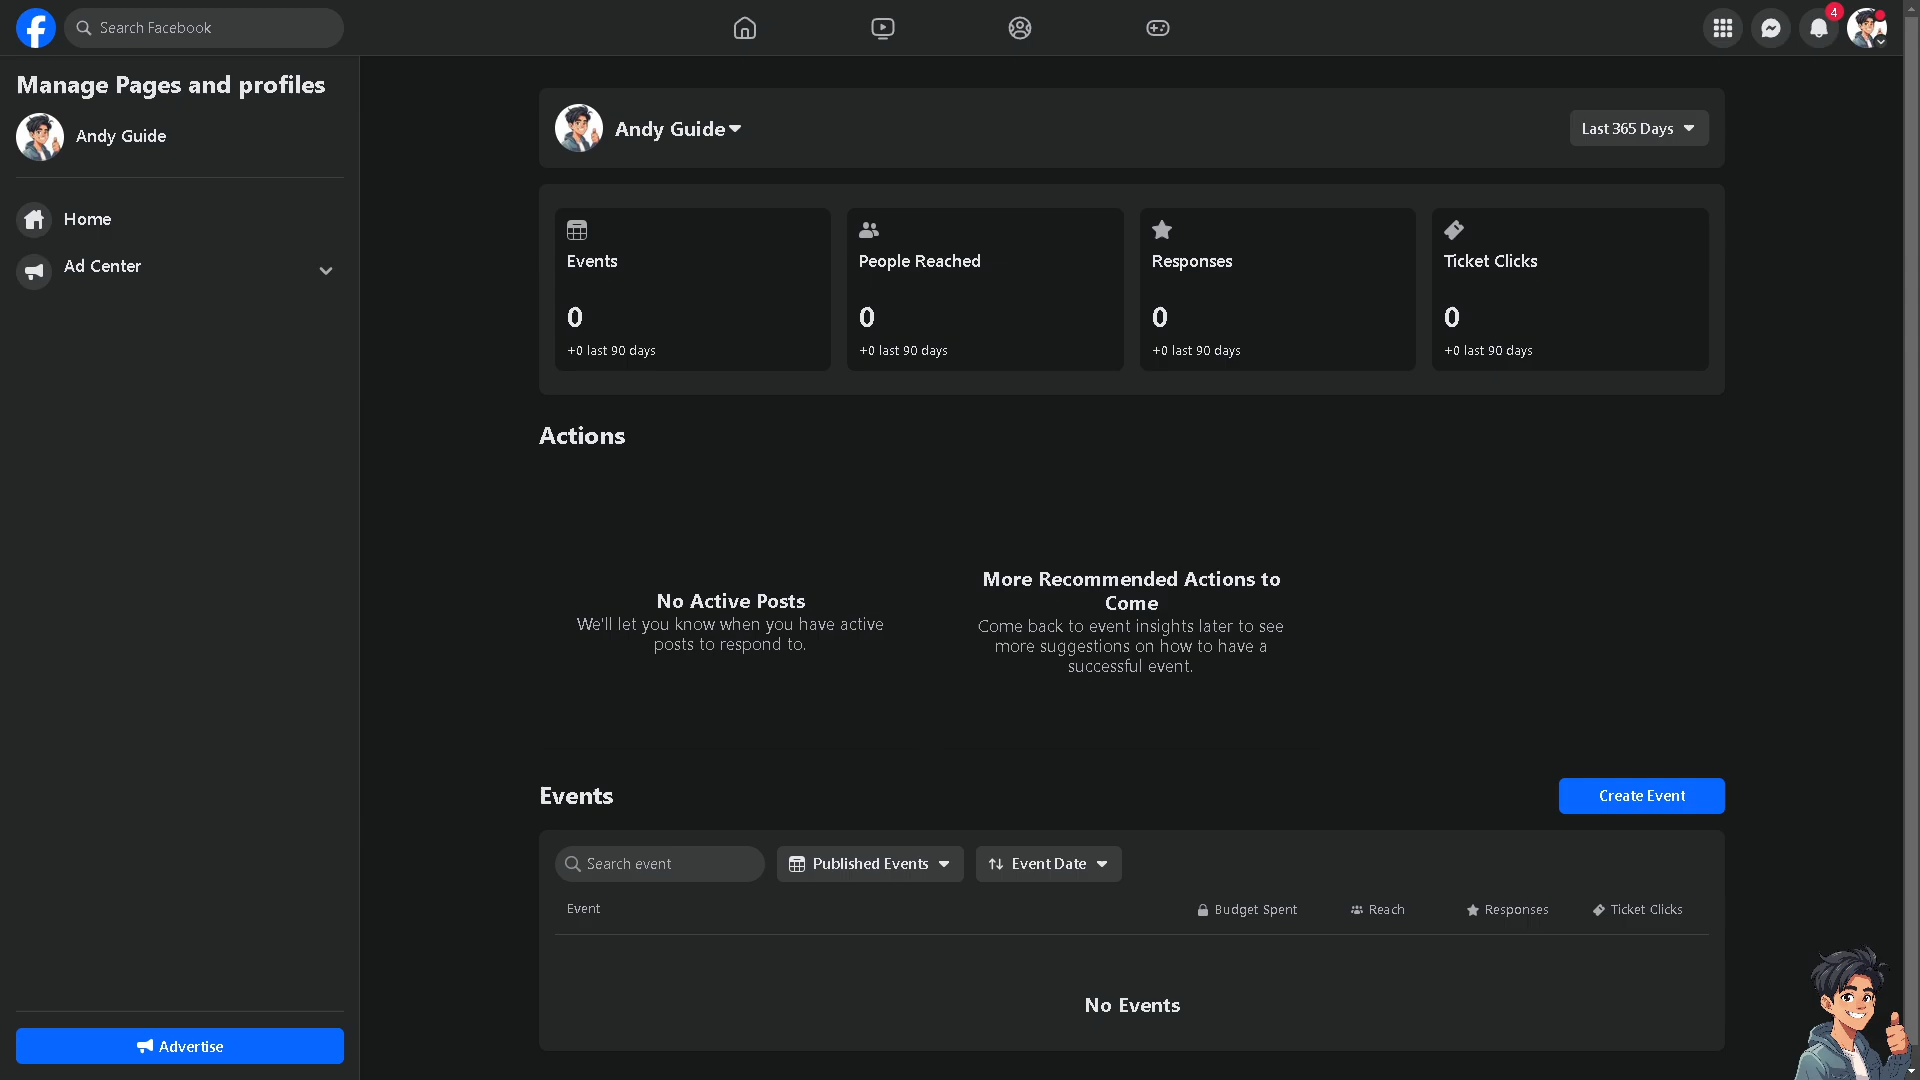 Search Facebook
4
Manage Pages and profiles
Andy Guide
Home
Ad Center
Advertise
Andy Guide
Last 365 Days
Events
0
+0 last 90 days
People Reached
0
+0 last 90 days
Responses
0
+0 last 90 days
Ticket Clicks
0
+0 last 90 days
Actions
No Active Posts
We'll let you know when you have active
posts to respond to.
More Recommended Actions to
Come
Come back to event insights later to see
more suggestions on how to have a
successful event.
Events
Create Event
Search event
Published Events
Event Date
Event
Budget Spent
Reach
Responses
Ticket Clicks
No Events